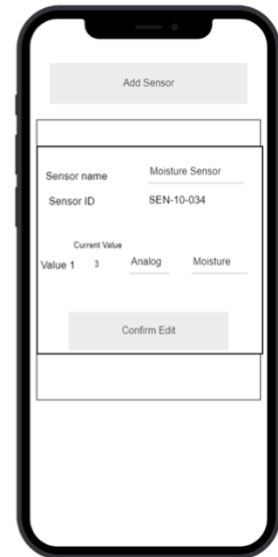 Add Sensor
Sensor name Moisture Sensor
Sensor ID SEN-10-034
Current Value
Value 1 3 Analog Moisture
Confirm Edit